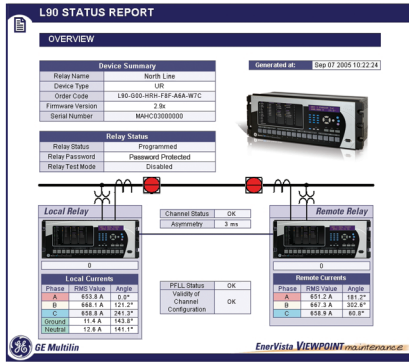 L90 STATUS REPORT
OVERVIEW
Device Summary
Relay Name North Line
Device Type UR
Order Code L90-G00-HRH-F8F-A6A-W7C
Firmware Version 2.9x
Serial Number MAHC03000000
Generated at: Sep 07 2005 10:22:24
Relay Status
Relay Status Programmed
Relay Password Password Protected
Relay Test Mode Disabled
Local Relay
Channel Status OK
Asymmetry 3 ms
Remote Relay
0
0
Local Currents
Phase RMS Value Angle
A 653.8 A 0.0°
B 668.1 A 121.2°
C 658.8 A 241.3°
Ground 11.4 A 143.8°
Neutral 12.6 A 141.1°
PFLL Status OK
Validity of Channel Configuration OK
Remote Currents
Phase RMS Value Angle
A 651.2 A 181.2°
B 667.3 A 302.6°
C 658.9 A 60.8°
GE Multilin
EnerVista VIEWPOINT maintenance